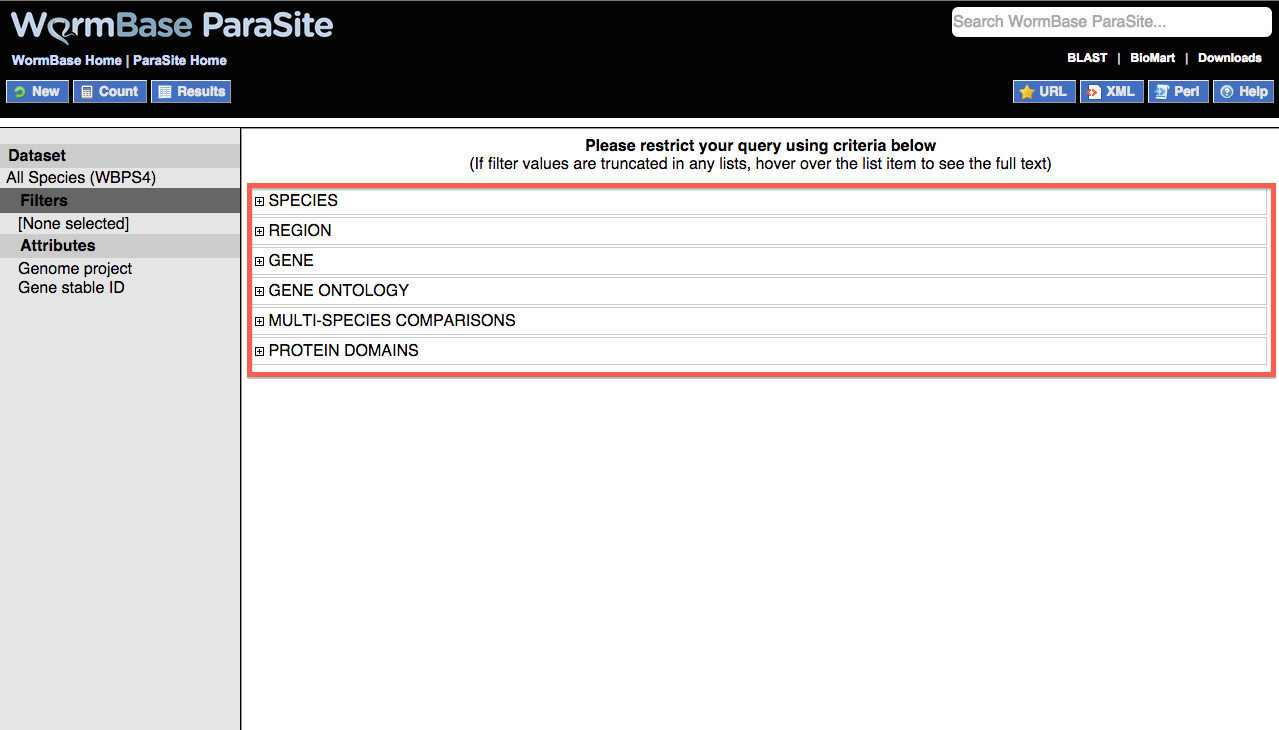 WormBase ParaSite
Search WormBase ParaSite...
WormBase Home | ParaSite Home
BLAST | BioMart | Downloads
New Count Results
URL XML Perl Help
Dataset
All Species (WBPS4)
Filters
[None selected]
Attributes
Genome project
Gene stable ID
Please restrict your query using criteria below
(If filter values are truncated in any lists, hover over the list item to see the full text)
SPECIES
REGION
GENE
GENE ONTOLOGY
MULTI-SPECIES COMPARISONS
PROTEIN DOMAINS